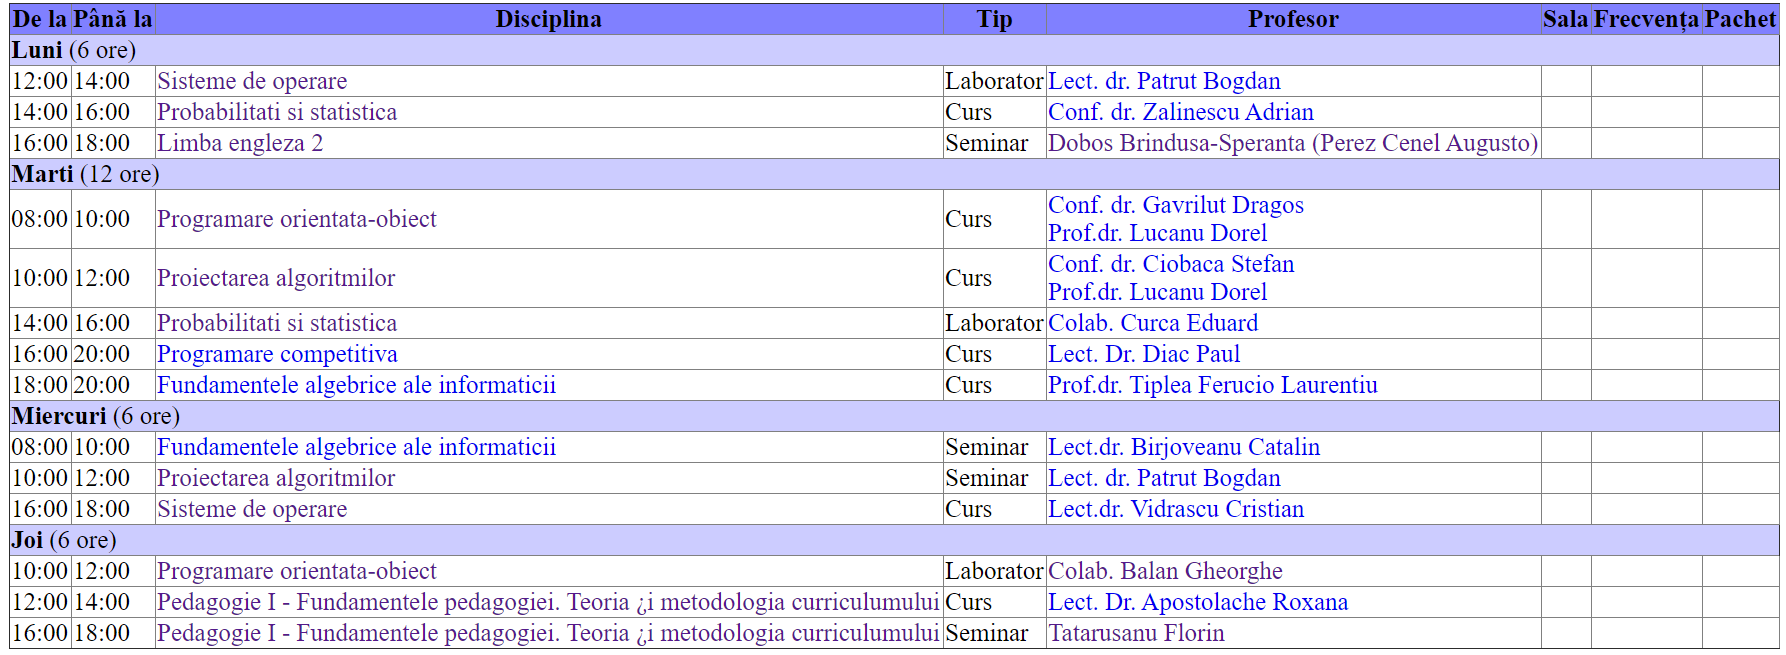 De la Până la Disciplina Tip Profesor Sala Frecvența Pachet
Luni (6 ore)
12:00 14:00 Sisteme de operare Laborator Lect. dr. Patrut Bogdan
14:00 16:00 Probabilitati si statistica Curs Conf. dr. Zalinescu Adrian
16:00 18:00 Limba engleza 2 Seminar Dobos Brindusa-Speranta (Perez Cenel Augusto)
Marti (12 ore)
08:00 10:00 Programare orientata-obiect Curs Conf. dr. Gavrilut Dragos
Prof.dr. Lucanu Dorel
10:00 12:00 Proiectarea algoritmilor Curs Conf. dr. Ciobaca Stefan
Prof.dr. Lucanu Dorel
14:00 16:00 Probabilitati si statistica Laborator Colab. Curca Eduard
16:00 20:00 Programare competitiva Curs Lect. Dr. Diac Paul
18:00 20:00 Fundamentele algebrice ale informaticii Curs Prof.dr. Tiplea Ferucio Laurentiu
Miercuri (6 ore)
08:00 10:00 Fundamentele algebrice ale informaticii Seminar Lect.dr. Birjoveanu Catalin
10:00 12:00 Proiectarea algoritmilor Seminar Lect. dr. Patrut Bogdan
16:00 18:00 Sisteme de operare Curs Lect.dr. Vidrascu Cristian
Joi (6 ore)
10:00 12:00 Programare orientata-obiect Laborator Colab. Balan Gheorghe
12:00 14:00 Pedagogie I - Fundamentele pedagogiei. Teoria ¿i metodologia curriculumului Curs Lect. Dr. Apostolache Roxana
16:00 18:00 Pedagogie I - Fundamentele pedagogiei. Teoria ¿i metodologia curriculumului Seminar Tatarusanu Florin